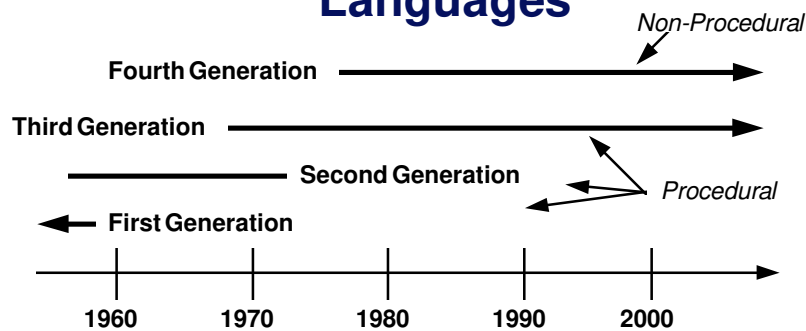 Languages
Non-Procedural
Fourth Generation
Third Generation
Second Generation
Procedural
First Generation
1960 1970 1980 1990 2000